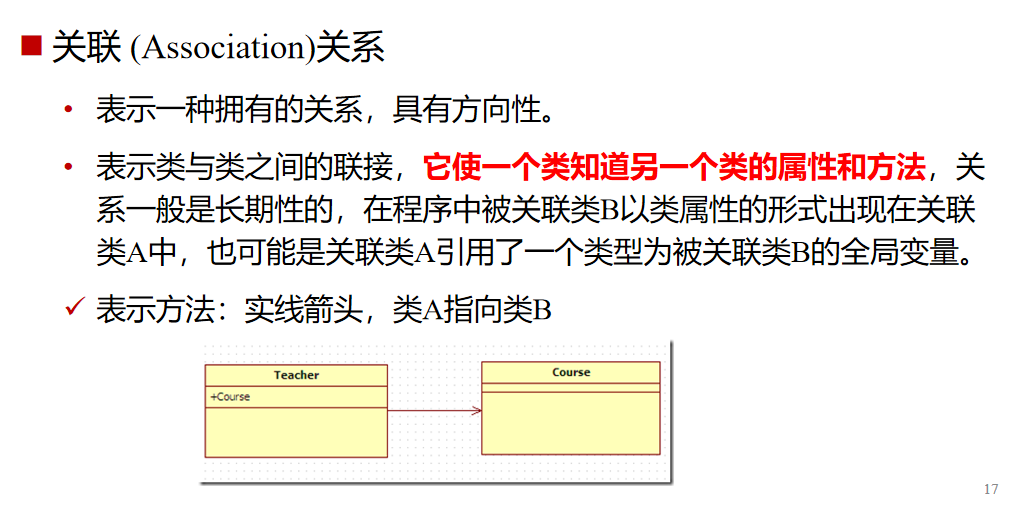 关联 (Association)关系
表示一种拥有的关系，具有方向性。
表示类与类之间的联接，它使一个类知道另一个类的属性和方法，关
系一般是长期性的，在程序中被关联类B以类属性的形式出现在关联
类A中，也可能是关联类A引用了一个类型为被关联类B的全局变量。
表示方法：实线箭头，类A指向类B
Teacher
+Course
Course
17